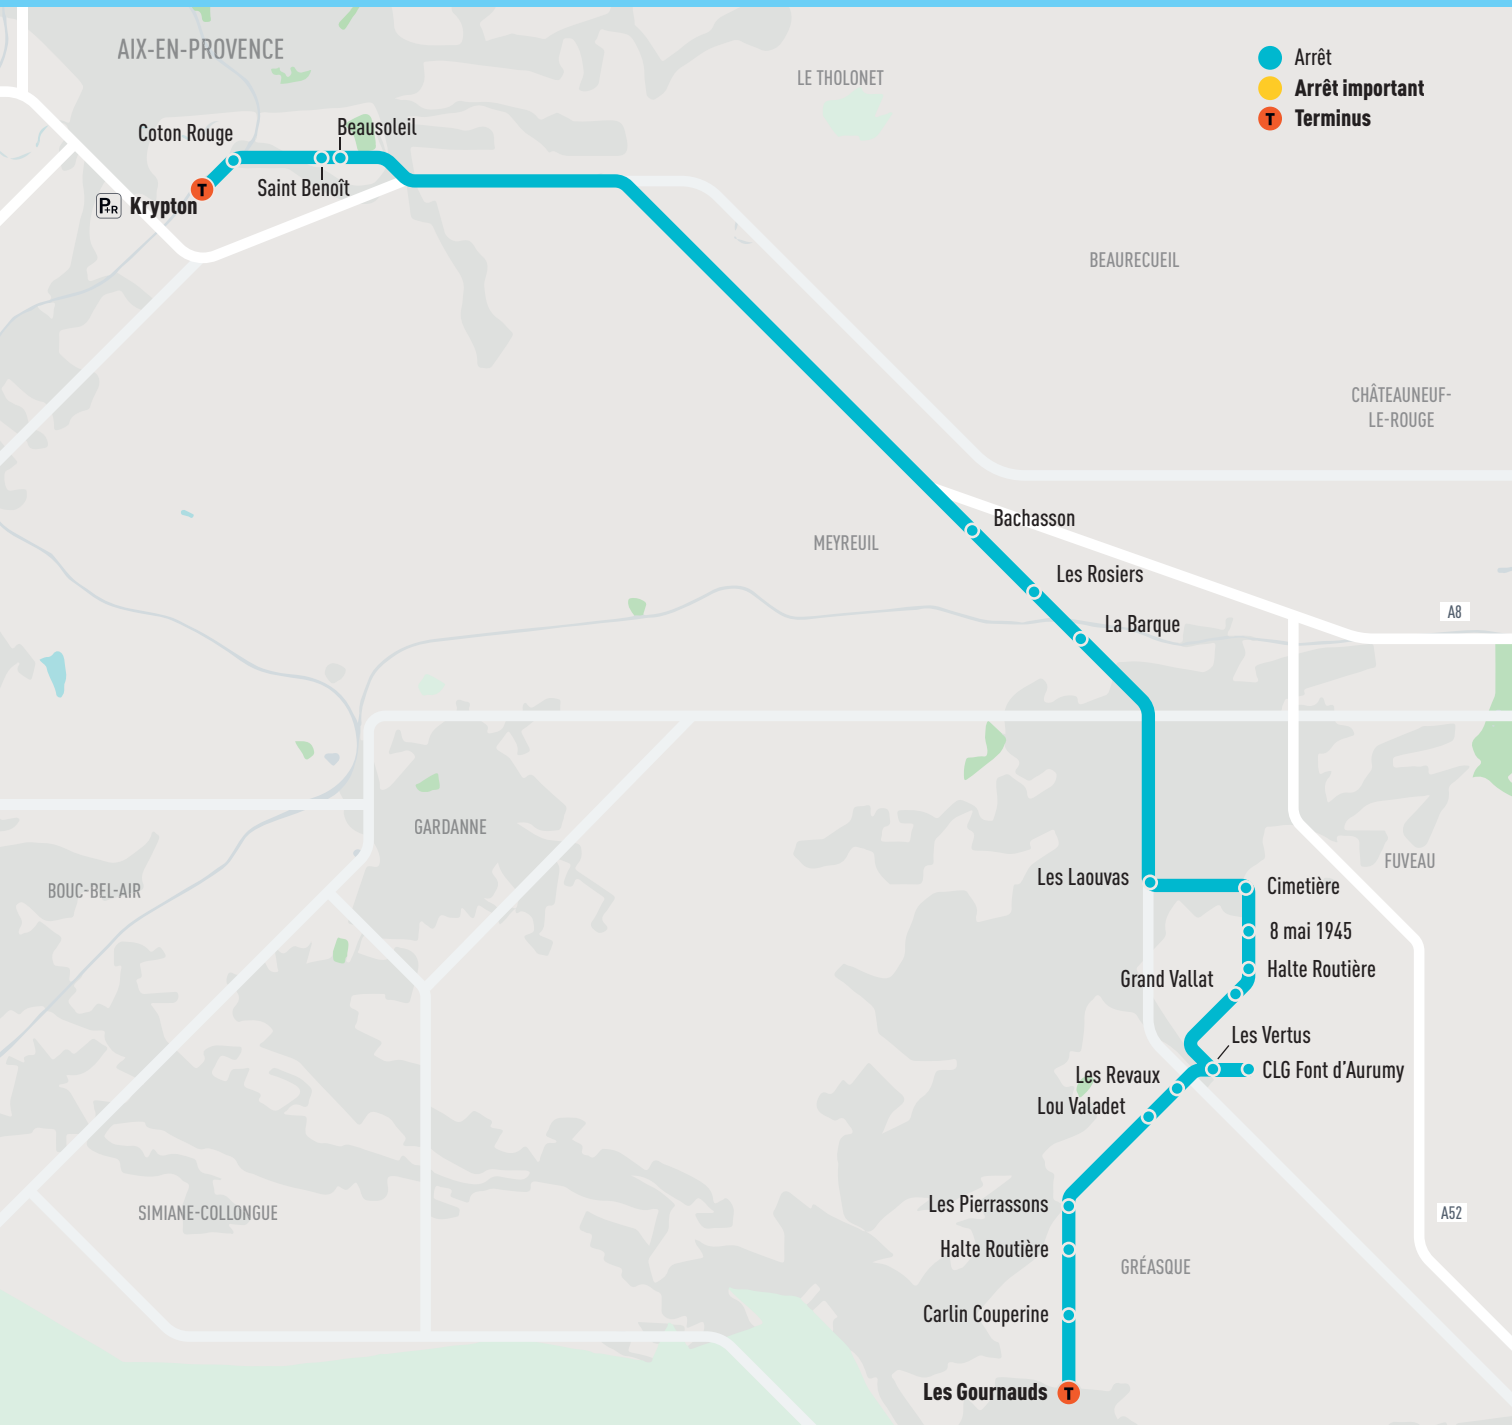 AIX-EN-PROVENCE
LE THOLONET
Arrêt
Arrêt important
T Terminus
Coton Rouge
Beausoleil
Saint Benoît
T
P+R Krypton
BEAURECUEIL
CHÂTEAUNEUF-
LE-ROUGE
Bachasson
MEYREUIL
Les Rosiers
La Barque
A8
GARDANNE
FUVEAU
BOUC-BEL-AIR
Les Laouvas
Cimetière
8 mai 1945
Halte Routière
Grand Vallat
Les Vertus
CLG Font d'Aurumy
Les Revaux
Lou Valadet
Les Pierrassons
SIMIANE-COLLONGUE
A52
Halte Routière
GRÉASQUE
Carlin Couperine
Les Gournauds T